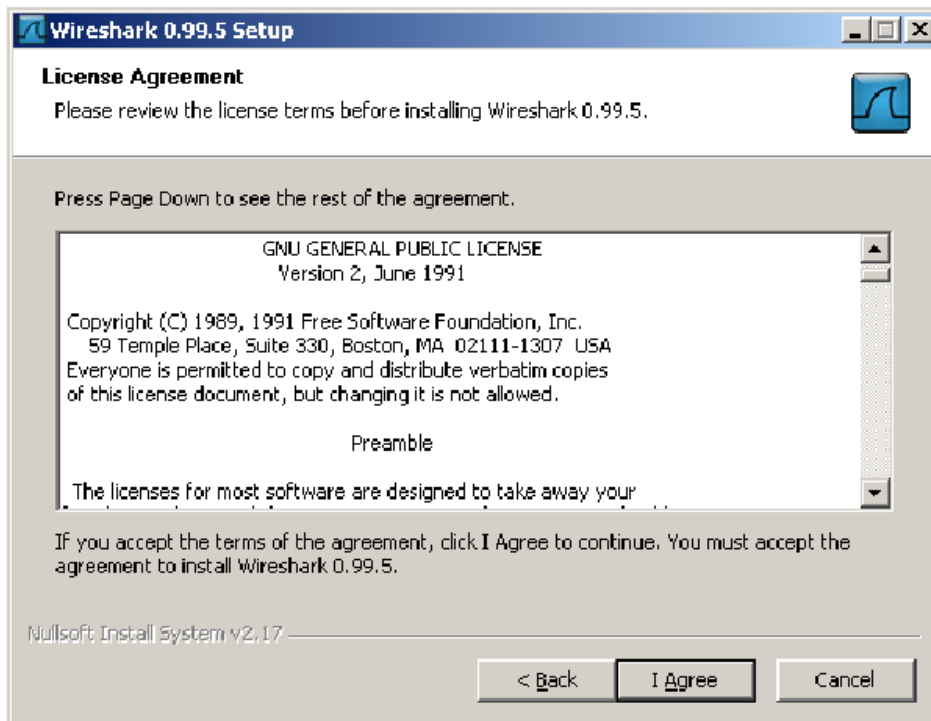 Wireshark 0.99.5 Setup
License Agreement
Please review the license terms before installing Wireshark 0.99.5.
Press Page Down to see the rest of the agreement.
GNU GENERAL PUBLIC LICENSE
Version 2, June 1991
Copyright (C) 1989, 1991 Free Software Foundation, Inc.
59 Temple Place, Suite 330, Boston, MA 02111-1307 USA
Everyone is permitted to copy and distribute verbatim copies
of this license document, but changing it is not allowed.
Preamble
The licenses for most software are designed to take away your
If you accept the terms of the agreement, click I Agree to continue. You must accept the
agreement to install Wireshark 0.99.5.
Nullsoft Install System v2.17
< Back I Agree Cancel